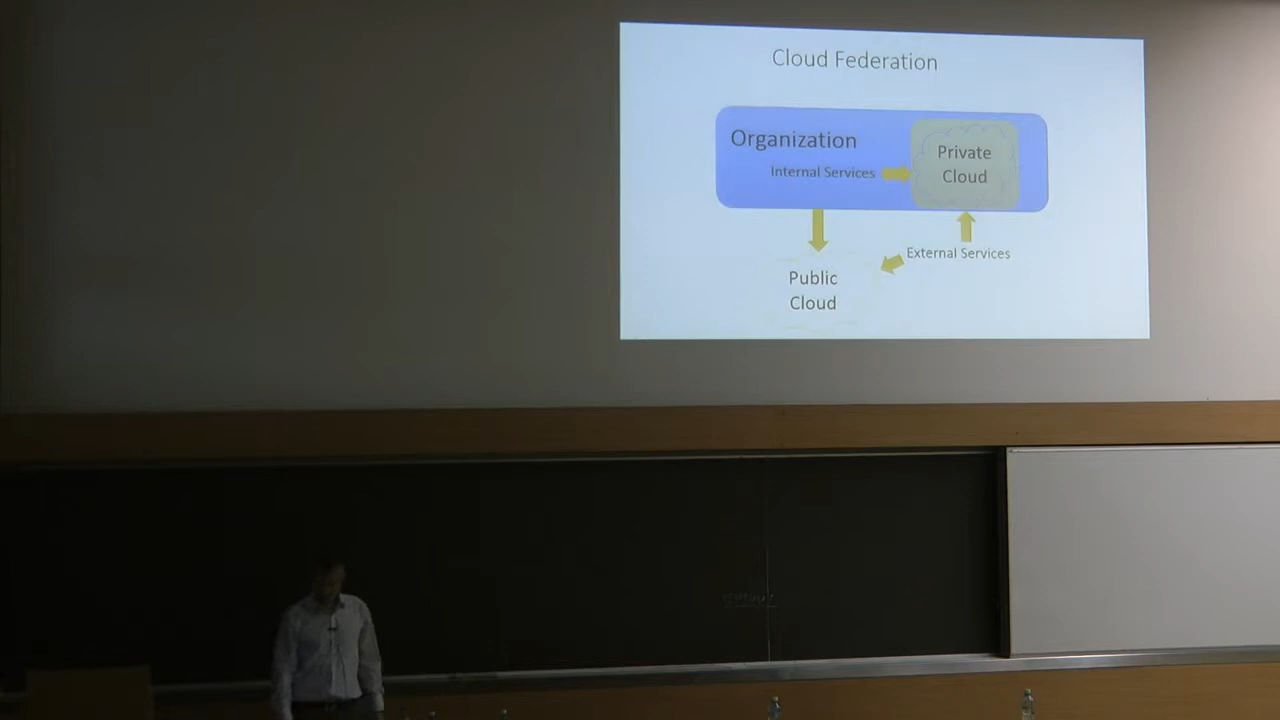 Cloud Federation
Organization
Internal Services
Private
Cloud
External Services
Public
Cloud